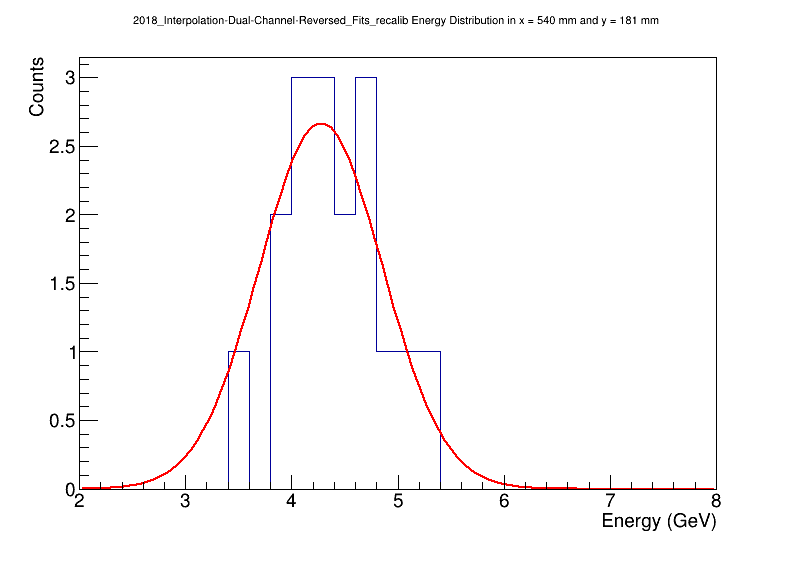 2018_Interpolation-Dual-Channel-Reversed_Fits_recalib Energy Distribution in x = 540 mm and y = 181 mm
Counts
3
2.5
2
1.5
1
0.5
0
2 3 4 5 6 7 8
Energy (GeV)